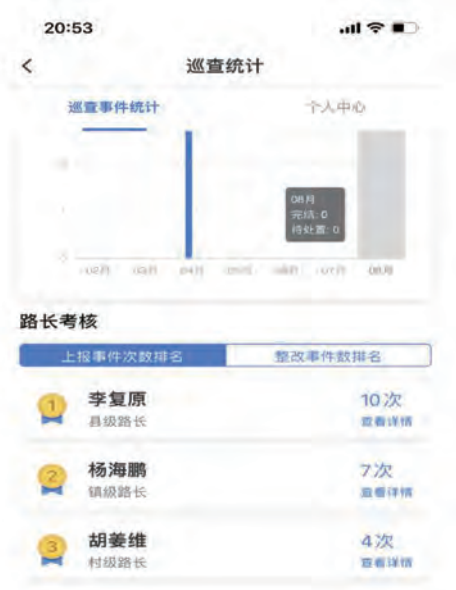 20:53
巡查统计
巡查事件统计
个人中心
08月
完结: 0
待处置: 0
02月 03月 04月 05月 06月 07月 08月
路长考核
上报事件次数排名
整改事件数排名
1
李复原
10次
县级路长
查看详情
2
杨海鹏
7次
镇级路长
查看详情
3
胡姜维
4次
村级路长
查看详情